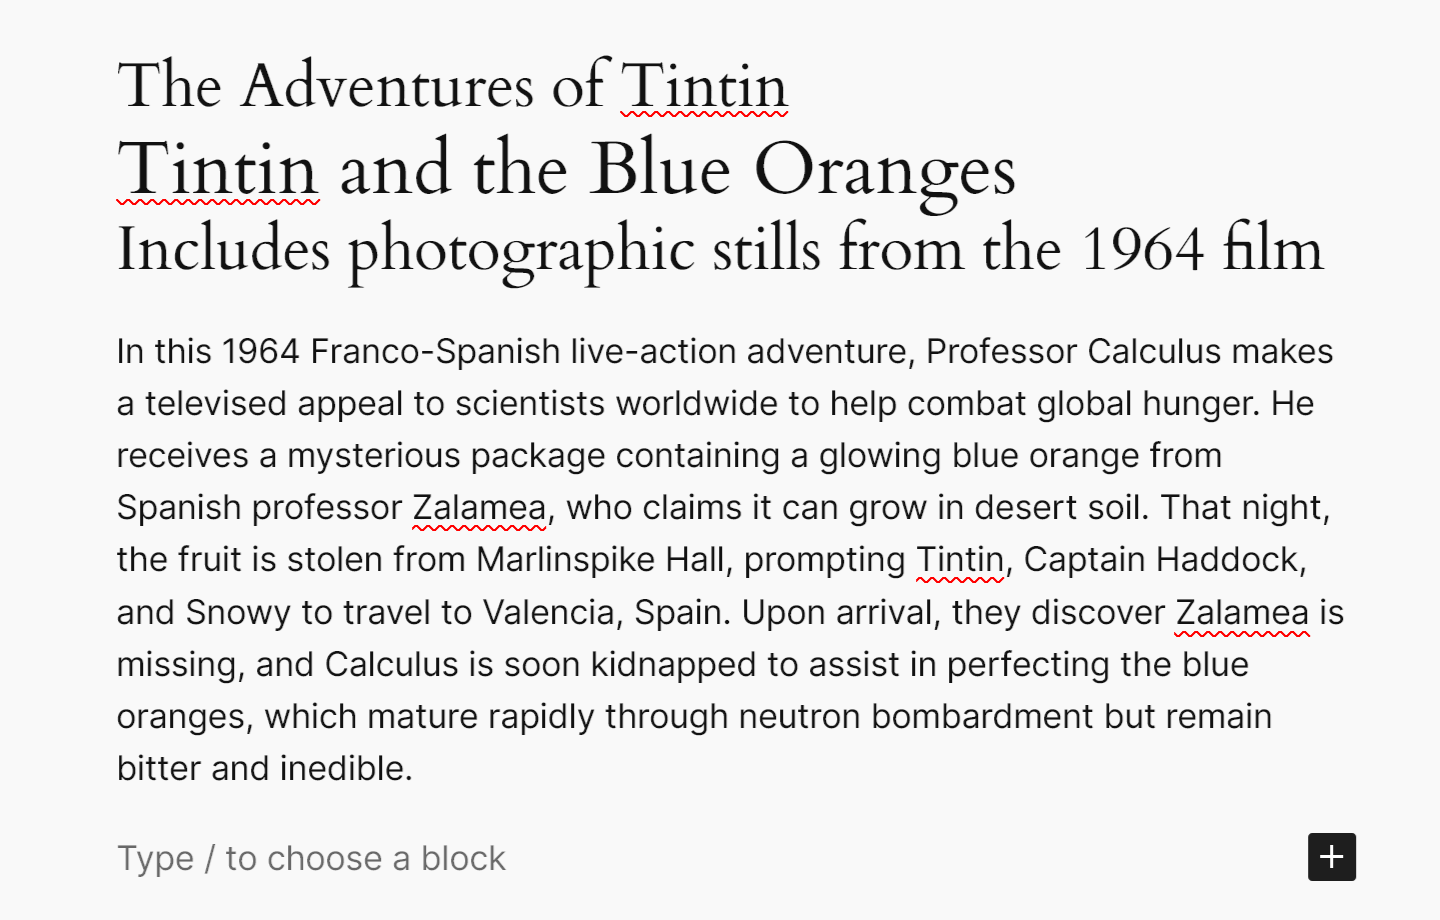 The Adventures of Tintin
Tintin and the Blue Oranges
Includes photographic stills from the 1964 film
In this 1964 Franco-Spanish live-action adventure, Professor Calculus makes
a televised appeal to scientists worldwide to help combat global hunger. He
receives a mysterious package containing a glowing blue orange from
Spanish professor Zalamea, who claims it can grow in desert soil. That night,
the fruit is stolen from Marlinspike Hall, prompting Tintin, Captain Haddock,
and Snowy to travel to Valencia, Spain. Upon arrival, they discover Zalamea is
missing, and Calculus is soon kidnapped to assist in perfecting the blue
oranges, which mature rapidly through neutron bombardment but remain
bitter and inedible.
Type / to choose a block